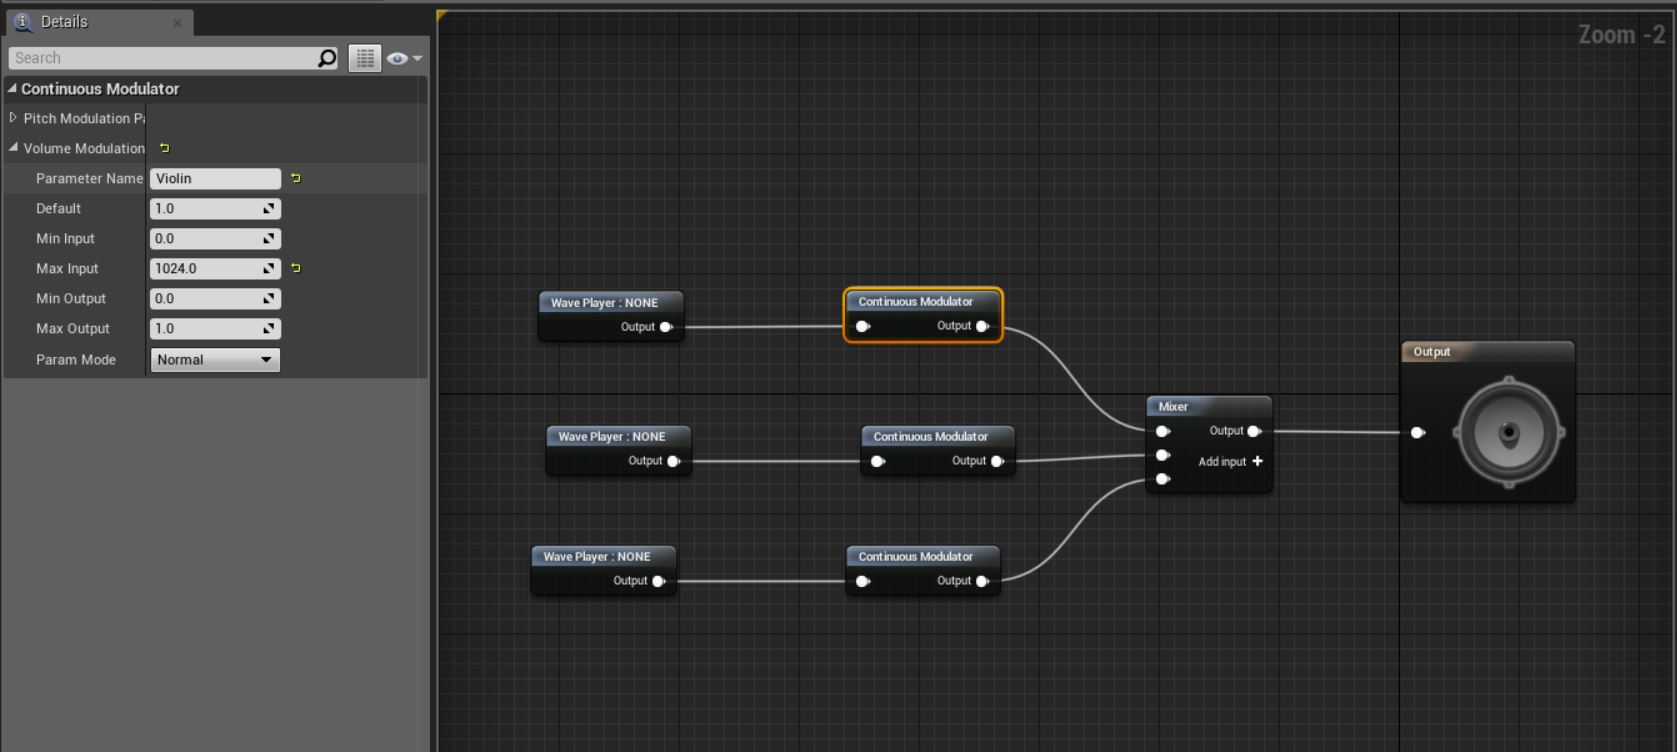 Details
Search
Continuous Modulator
Pitch Modulation Pa
Volume Modulation
Parameter Name Violin
Default 1.0
Min Input 0.0
Max Input 1024.0
Min Output 0.0
Max Output 1.0
Param Mode Normal
Zoom -2
Wave Player : NONE
Output
Continuous Modulator
Output
Wave Player : NONE
Output
Continuous Modulator
Output
Wave Player : NONE
Output
Continuous Modulator
Output
Mixer
Output
Add input
Output